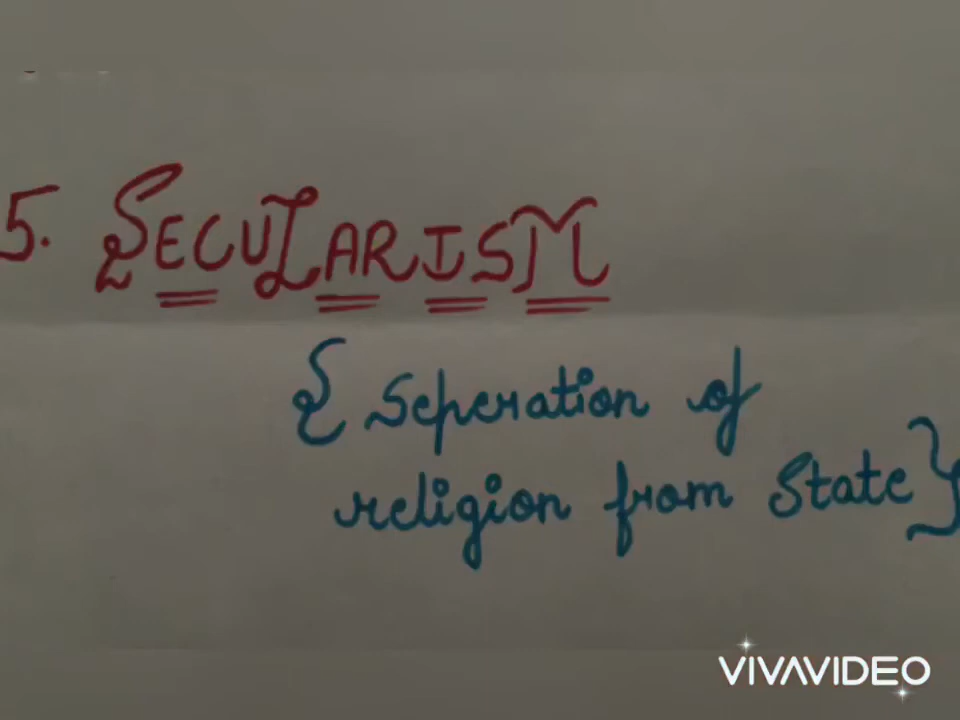 5. SECULARISM
{ Seperation of
religion from State }
VIVAVIDEO